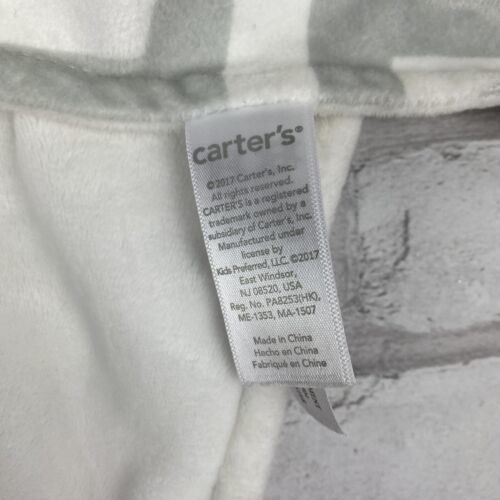 carter's®
©2017 Carter's, Inc.
All rights reserved.
CARTER'S is a registered
trademark owned by a
subsidiary of Carter's, Inc.
Manufactured under
license by
Kids Preferred, LLC. ©2017
East Windsor,
NJ 08520, USA
Reg. No. PA8253(HK),
ME-1353, MA-1507
Made in China
Hecho en China
Fabriqué en Chine